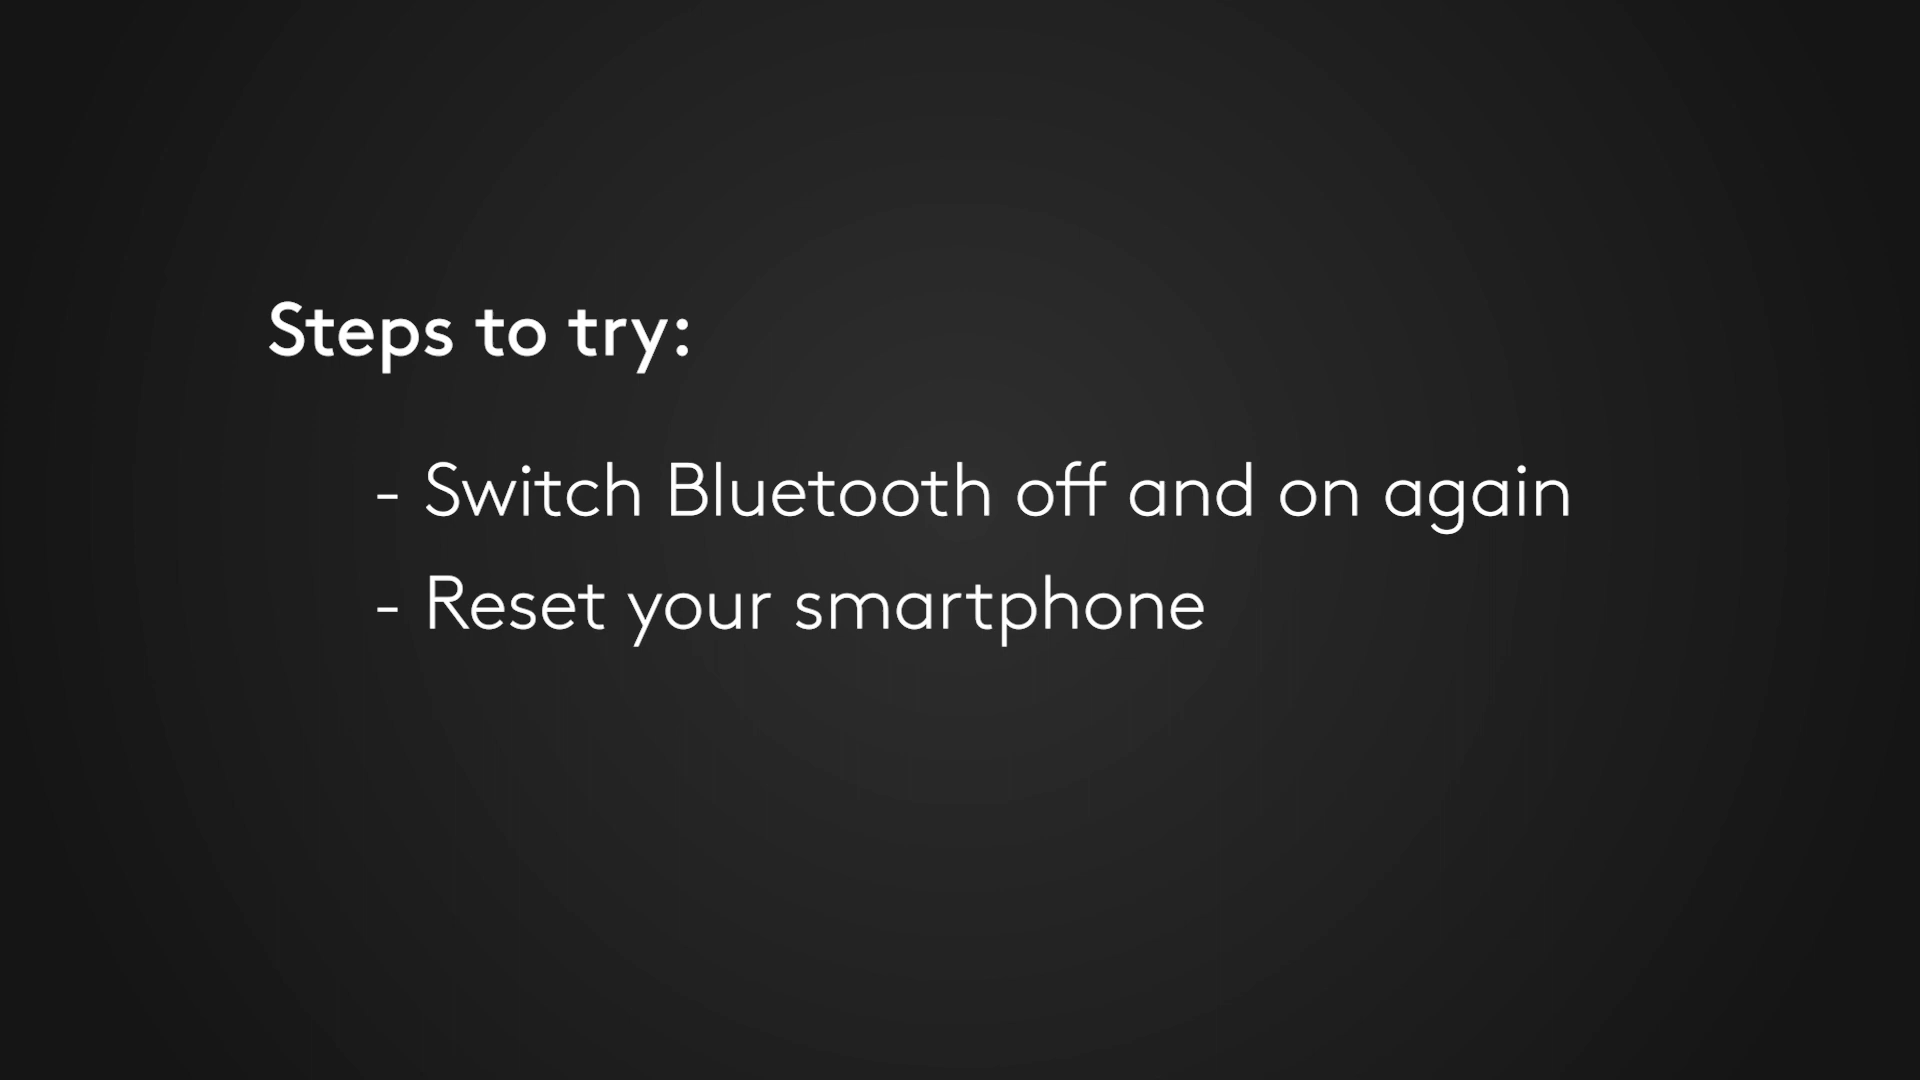 Steps to try:
- Switch Bluetooth off and on again
- Reset your smartphone